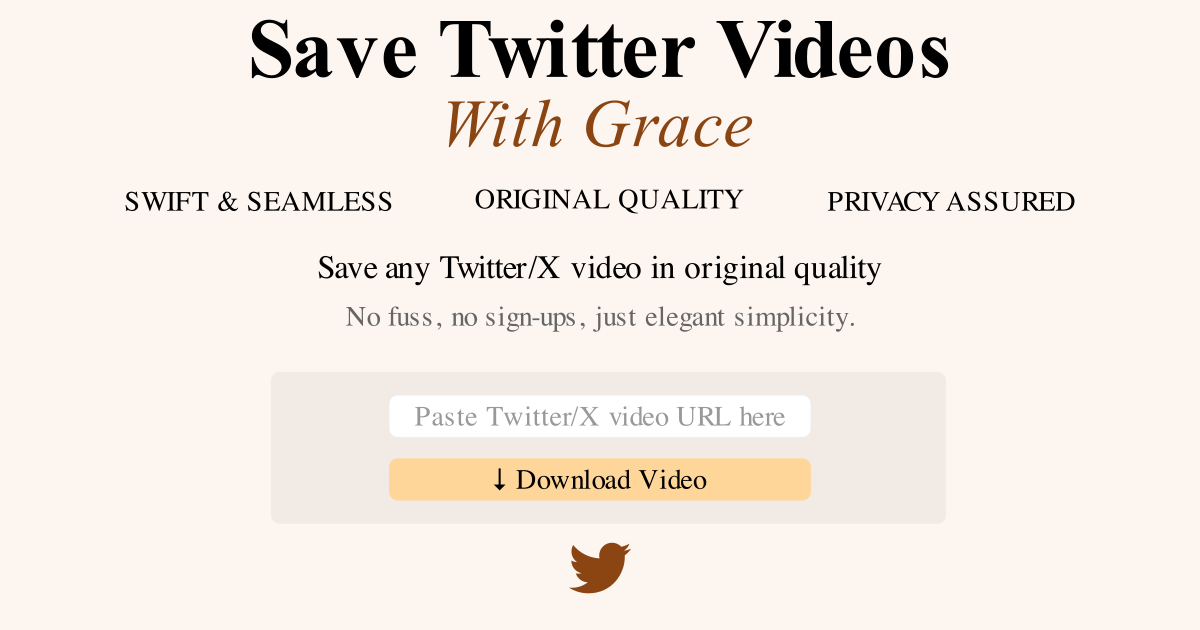 Save Twitter Videos
With Grace
SWIFT & SEAMLESS ORIGINAL QUALITY PRIVACY ASSURED
Save any Twitter/X video in original quality
No fuss, no sign-ups, just elegant simplicity.
Paste Twitter/X video URL here
↓ Download Video